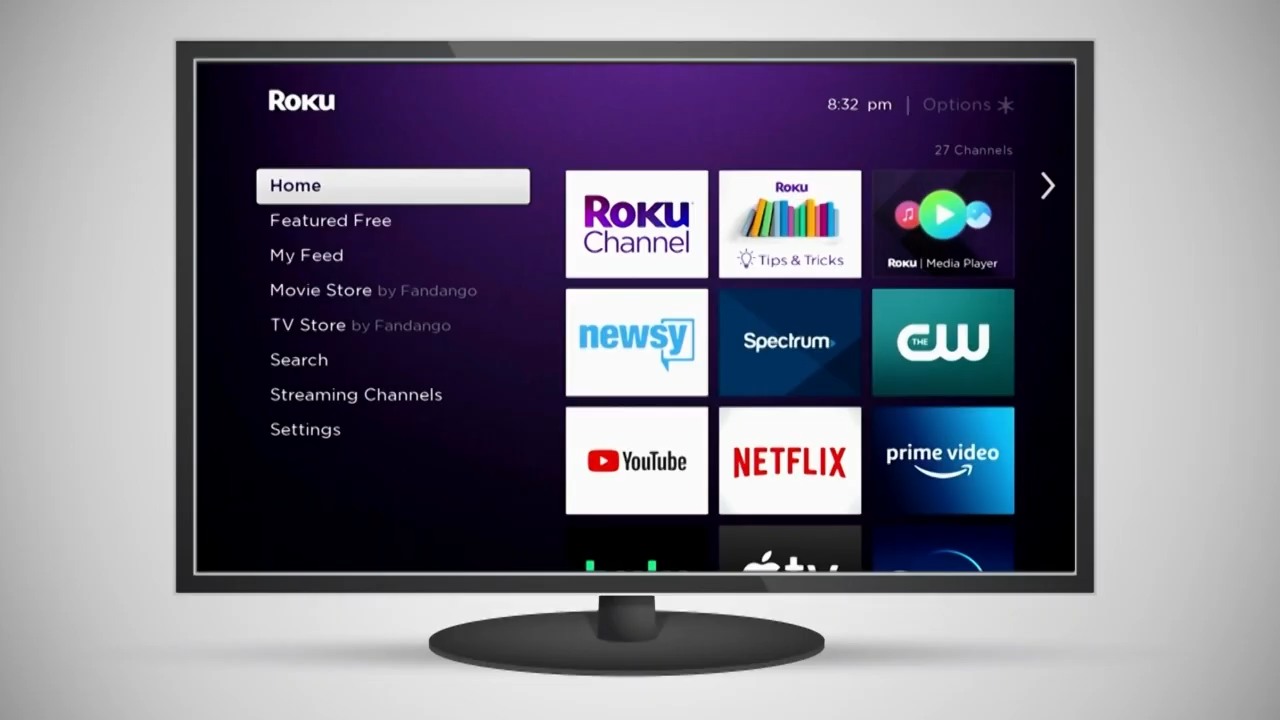 Roku
8:32 pm | Options
27 Channels
Home
Featured Free
My Feed
Movie Store by Fandango
TV Store by Fandango
Search
Streaming Channels
Settings
Roku
Channel
Roku
Tips & Tricks
Roku | Media Player
newsy
Spectrum
THE CW
YouTube
NETFLIX
prime video
tv